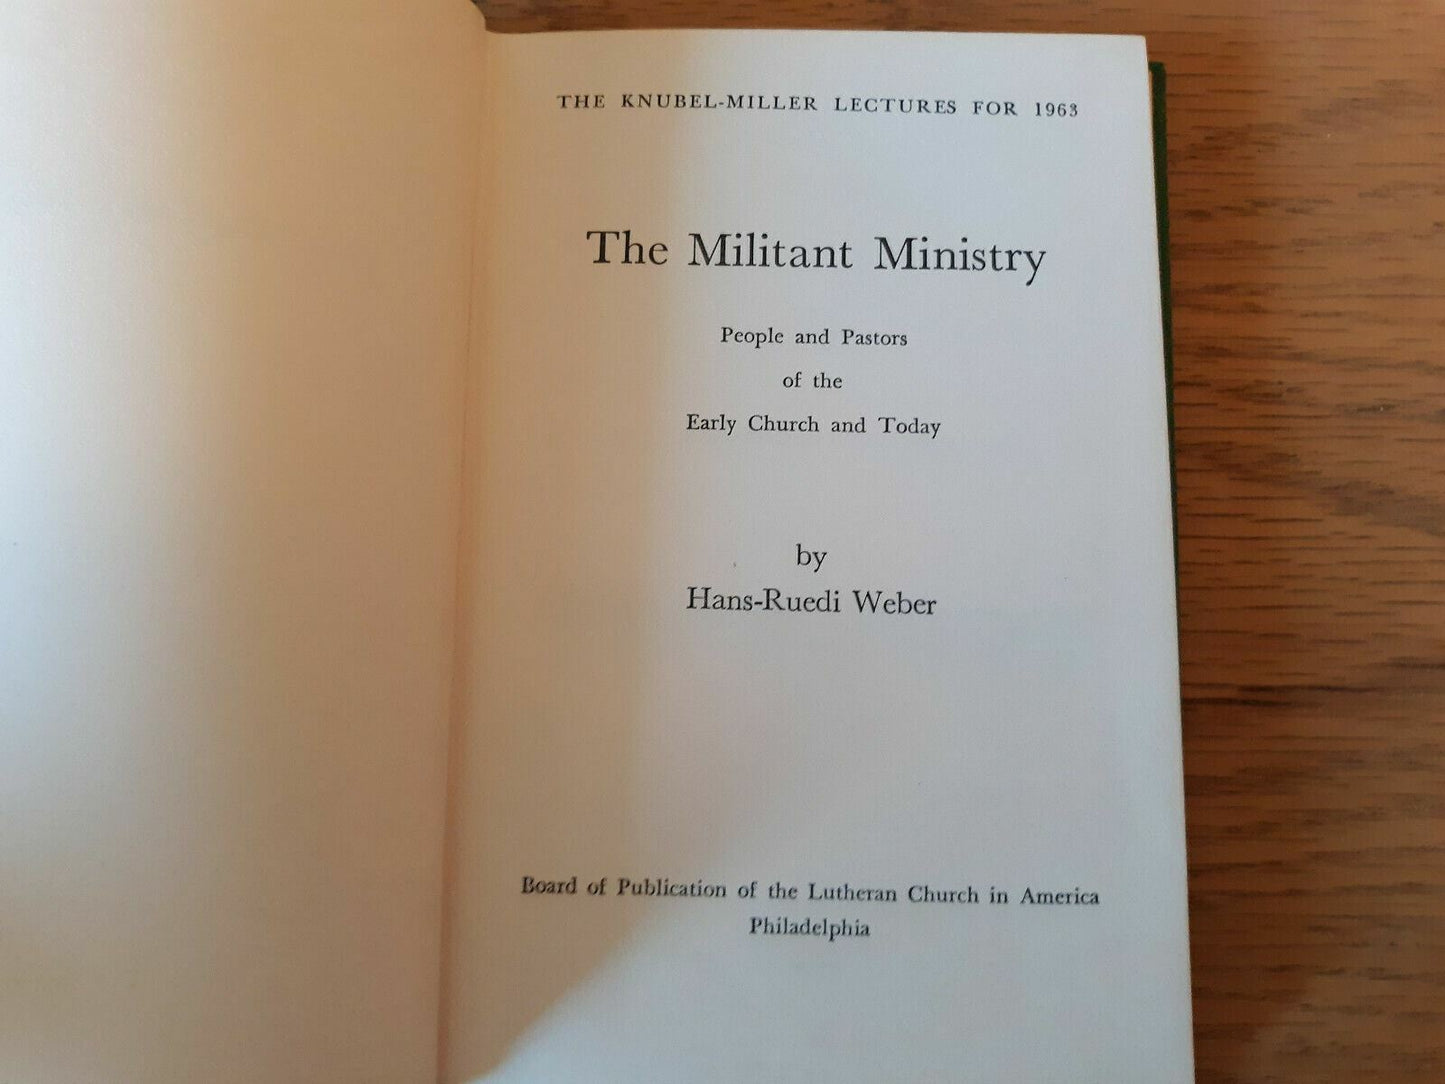 THE KNUBEL-MILLER LECTURES FOR 1963
The Militant Ministry
People and Pastors
of the
Early Church and Today
by
Hans-Ruedi Weber
Board of Publication of the Lutheran Church in America
Philadelphia